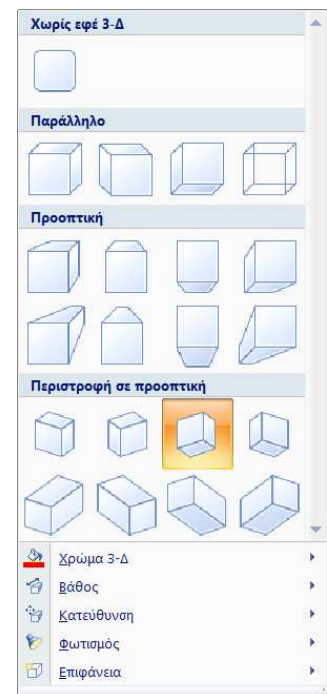 Χωρίς εφέ 3-Δ
Παράλληλο
Προοπτική
Περιστροφή σε προοπτική
Χρώμα 3-Δ
Βάθος
Κατεύθυνση
Φωτισμός
Επιφάνεια